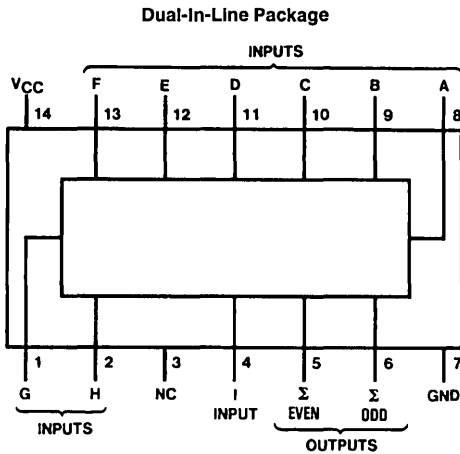 Dual-In-Line Package
INPUTS
VCC F E D C B A
14 13 12 11 10 9 8
1 2 3 4 5 6 7
G H NC I Σ Σ GND
INPUT EVEN ODD
INPUTS
OUTPUTS